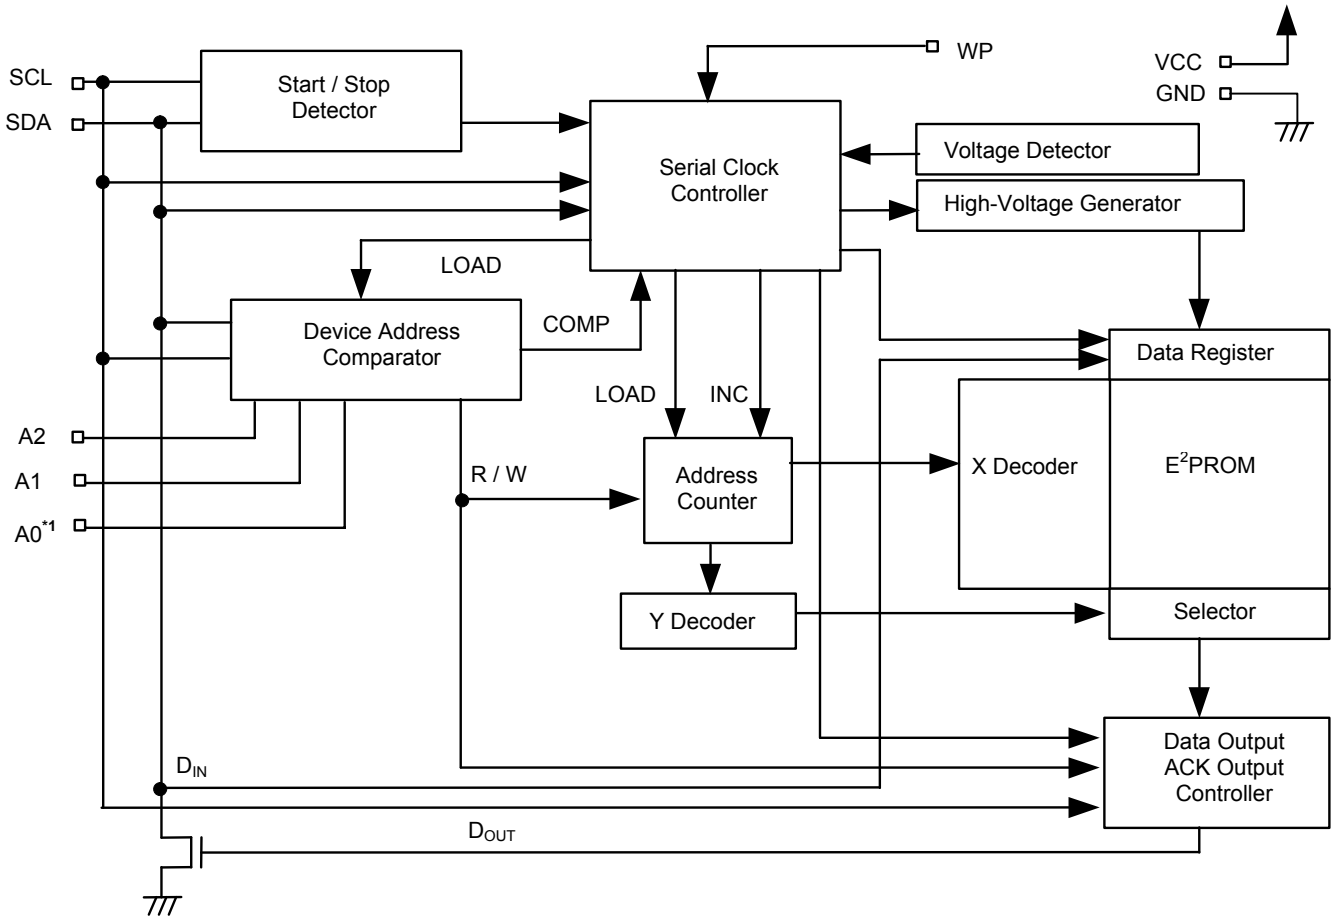 SCL
SDA
Start / Stop
Detector
WP
VCC
GND
Serial Clock
Controller
Voltage Detector
High-Voltage Generator
LOAD
Device Address
Comparator
COMP
LOAD
INC
Data Register
A2
A1
A0*1
R / W
Address
Counter
X Decoder
E²PROM
Y Decoder
Selector
DIN
DOUT
Data Output
ACK Output
Controller